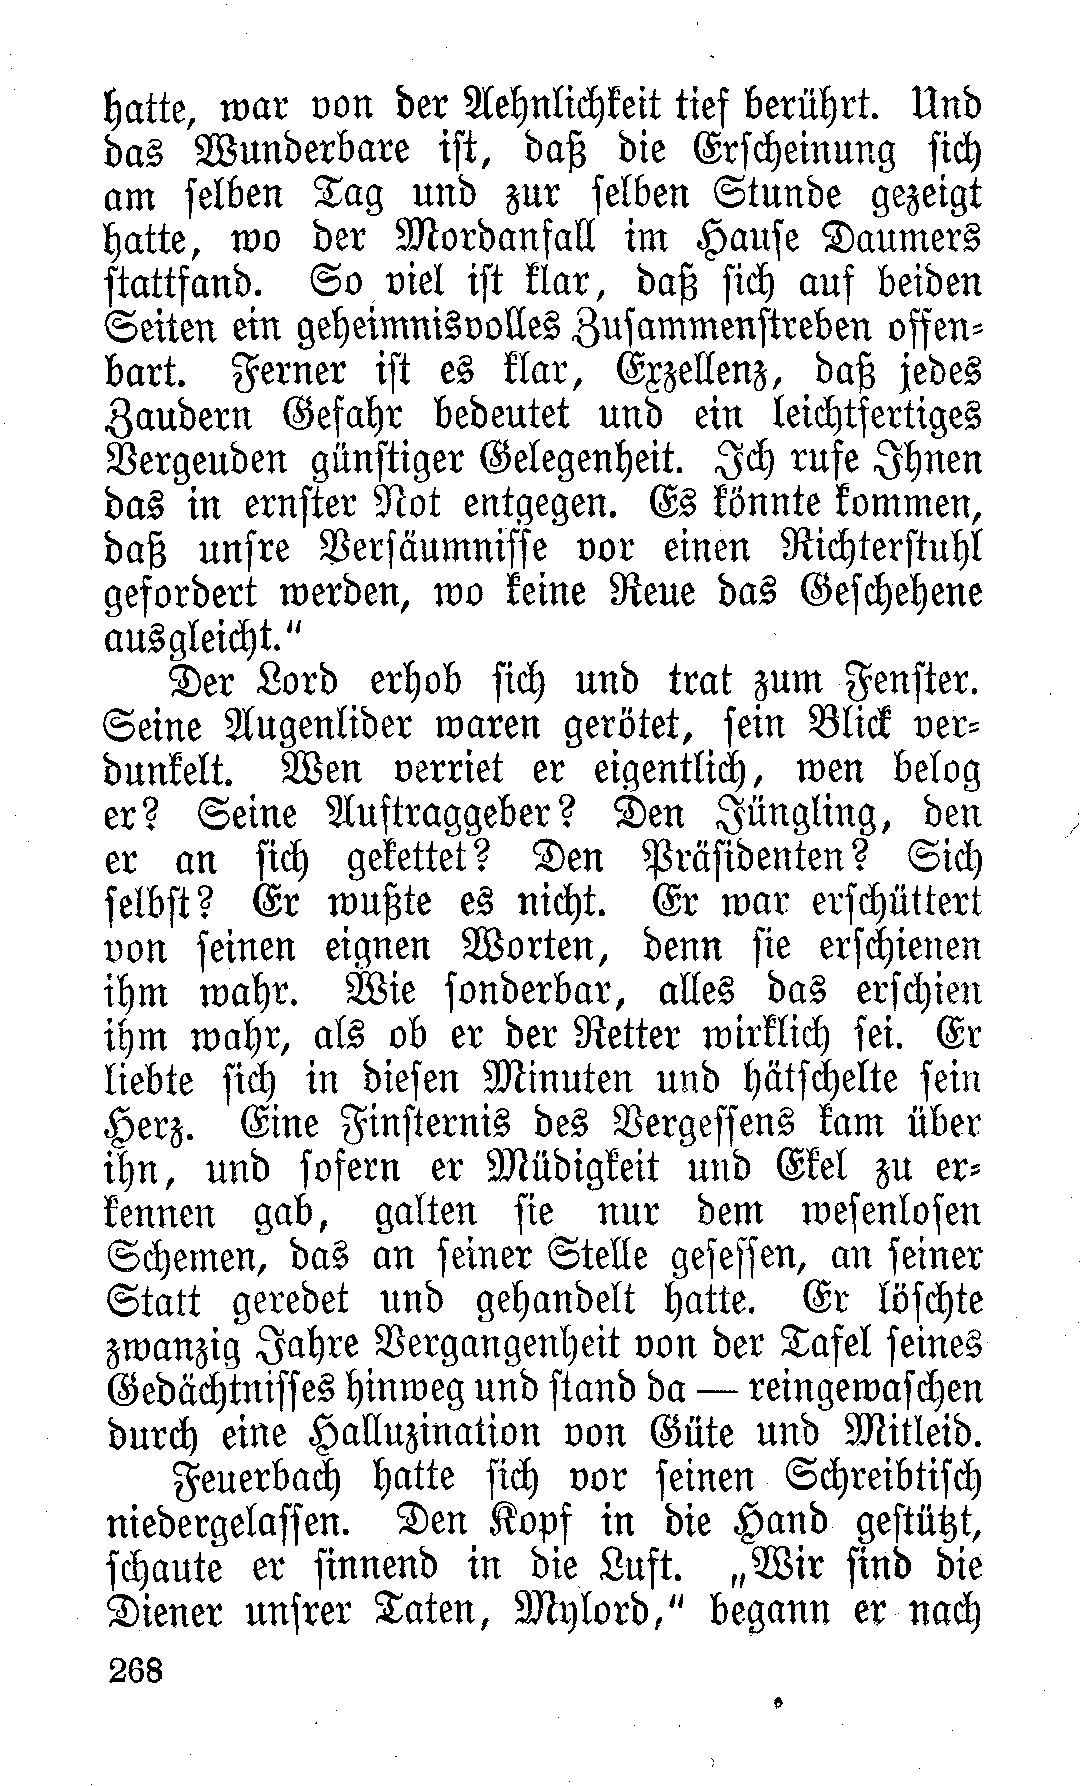 hatte, war von der Aehnlichkeit tief berührt. Und
das Wunderbare ist, daß die Erscheinung sich
am selben Tag und zur selben Stunde gezeigt
hatte, wo der Mordanfall im Hause Daumers
stattfand. So viel ist klar, daß sich auf beiden
Seiten ein geheimnisvolles Zusammenstreben offen-
bart. Ferner ist es klar, Exzellenz, daß jedes
Zaudern Gefahr bedeutet und ein leichtfertiges
Vergeuden günstiger Gelegenheit. Ich rufe Ihnen
das in ernster Not entgegen. Es könnte kommen,
daß unsre Versäumnisse vor einen Richterstuhl
gefordert werden, wo keine Reue das Geschehene
ausgleicht.“
Der Lord erhob sich und trat zum Fenster.
Seine Augenlider waren gerötet, sein Blick ver-
dunkelt. Wen verriet er eigentlich, wen belog
er? Seine Auftraggeber? Den Jüngling, den
er an sich gekettet? Den Präsidenten? Sich
selbst? Er wußte es nicht. Er war erschüttert
von seinen eignen Worten, denn sie erschienen
ihm wahr. Wie sonderbar, alles das erschien
ihm wahr, als ob er der Retter wirklich sei. Er
liebte sich in diesen Minuten und hätschelte sein
Herz. Eine Finsternis des Vergessens kam über
ihn, und sofern er Müdigkeit und Ekel zu er-
kennen gab, galten sie nur dem wesenlosen
Schemen, das an seiner Stelle gesessen, an seiner
Statt geredet und gehandelt hatte. Er löschte
zwanzig Jahre Vergangenheit von der Tafel seines
Gedächtnisses hinweg und stand da — reingewaschen
durch eine Halluzination von Güte und Mitleid.
Feuerbach hatte sich vor seinen Schreibtisch
niedergelassen. Den Kopf in die Hand gestützt,
schaute er sinnend in die Luft. „Wir sind die
Diener unsrer Taten, Mylord,“ begann er nach
268